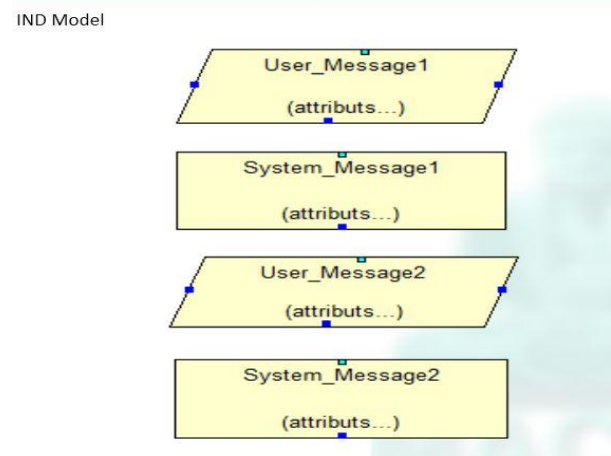 IND Model
User_Message1
(attributs...)
System_Message1
(attributs...)
User_Message2
(attributs...)
System_Message2
(attributs...)